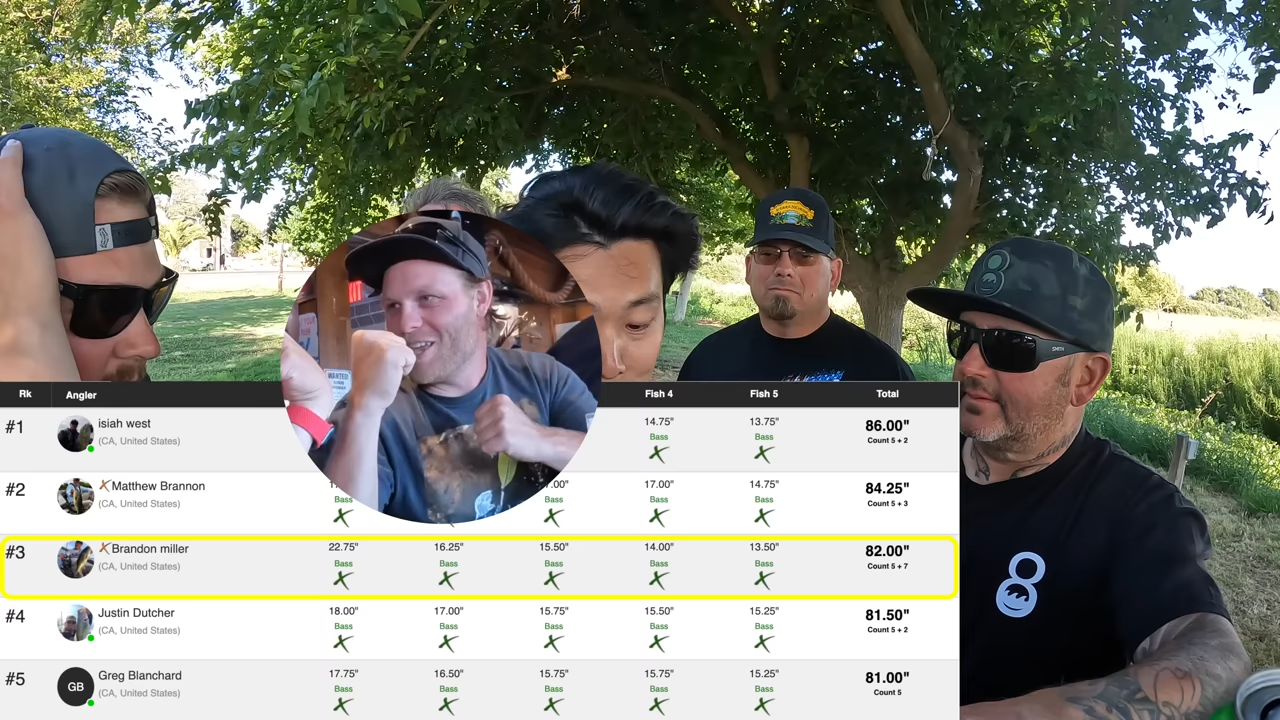 WANTED
SMITH
8
Rk Angler Fish 4 Fish 5 Total
#1 isiah west 14.75" 13.75" 86.00"
(CA, United States) Bass Bass Count 5 + 2
#2 Matthew Brannon 17.00" 14.75" 84.25"
(CA, United States) Bass Bass Bass Bass Count 5 + 3
#3 Brandon miller 22.75" 16.25" 15.50" 14.00" 13.50" 82.00"
(CA, United States) Bass Bass Bass Bass Bass Count 5 + 7
#4 Justin Dutcher 18.00" 17.00" 15.75" 15.50" 15.25" 81.50"
(CA, United States) Bass Bass Bass Bass Bass Count 5 + 2
#5 GB Greg Blanchard 17.75" 16.50" 15.75" 15.75" 15.25" 81.00"
(CA, United States) Bass Bass Bass Bass Bass Count 5